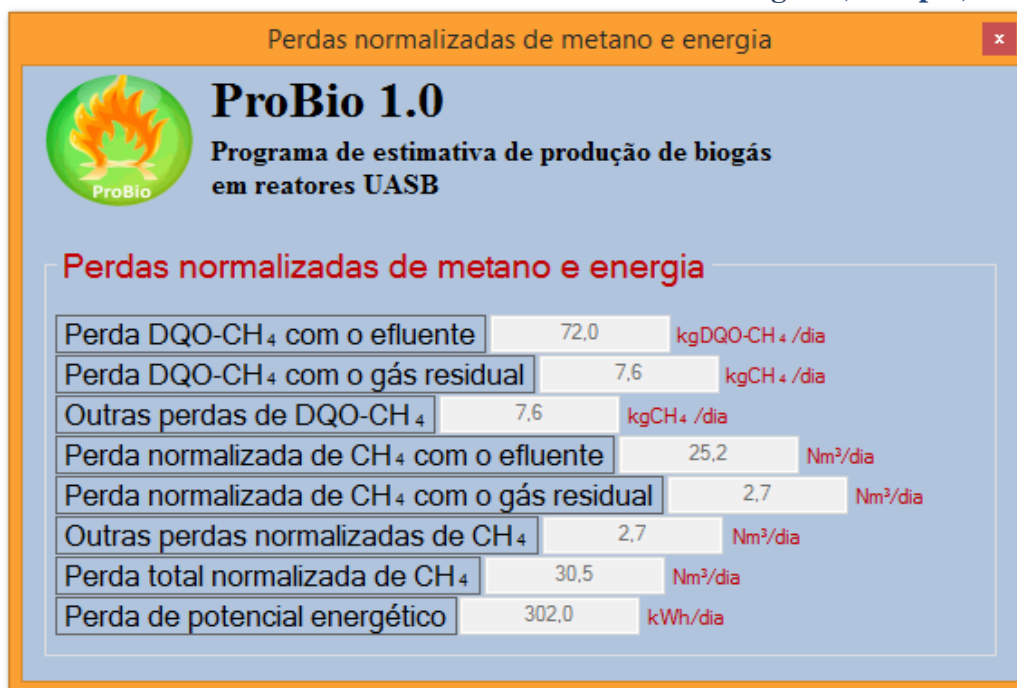 Perdas normalizadas de metano e energia
x
ProBio 1.0
Programa de estimativa de produção de biogás
em reatores UASB
ProBio
Perdas normalizadas de metano e energia
Perda DQO-CH₄ com o efluente 72,0 kgDQO-CH₄/dia
Perda DQO-CH₄ com o gás residual 7,6 kgCH₄/dia
Outras perdas de DQO-CH₄ 7,6 kgCH₄/dia
Perda normalizada de CH₄ com o efluente 25,2 Nm³/dia
Perda normalizada de CH₄ com o gás residual 2,7 Nm³/dia
Outras perdas normalizadas de CH₄ 2,7 Nm³/dia
Perda total normalizada de CH₄ 30,5 Nm³/dia
Perda de potencial energético 302,0 kWh/dia